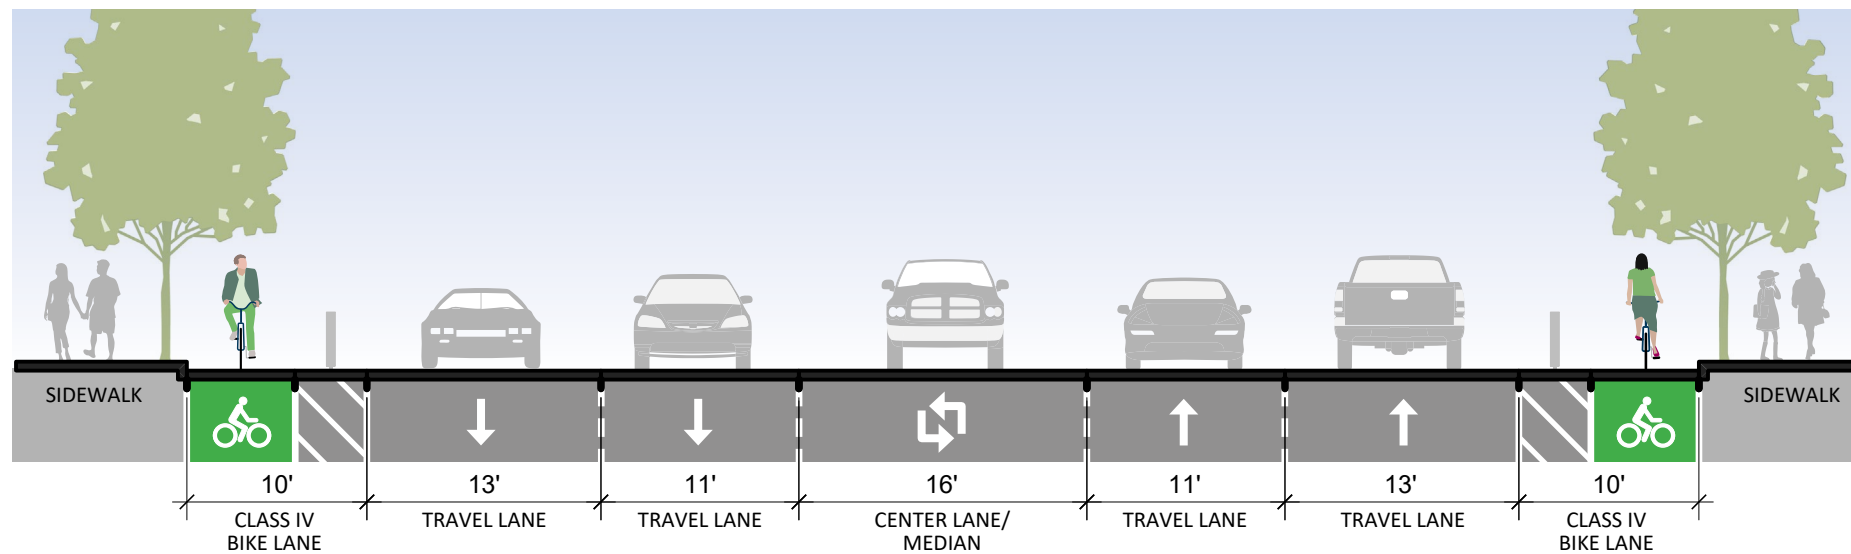 SIDEWALK
SIDEWALK
10'
13'
11'
16'
11'
13'
10'
CLASS IV
BIKE LANE
TRAVEL LANE
TRAVEL LANE
CENTER LANE/
MEDIAN
TRAVEL LANE
TRAVEL LANE
CLASS IV
BIKE LANE